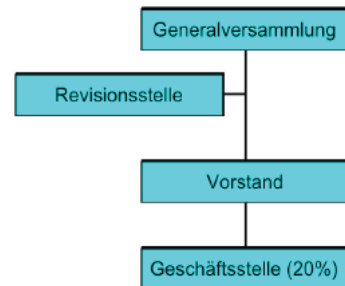 Generalversammlung
Revisionsstelle
Vorstand
Geschäftsstelle (20%)